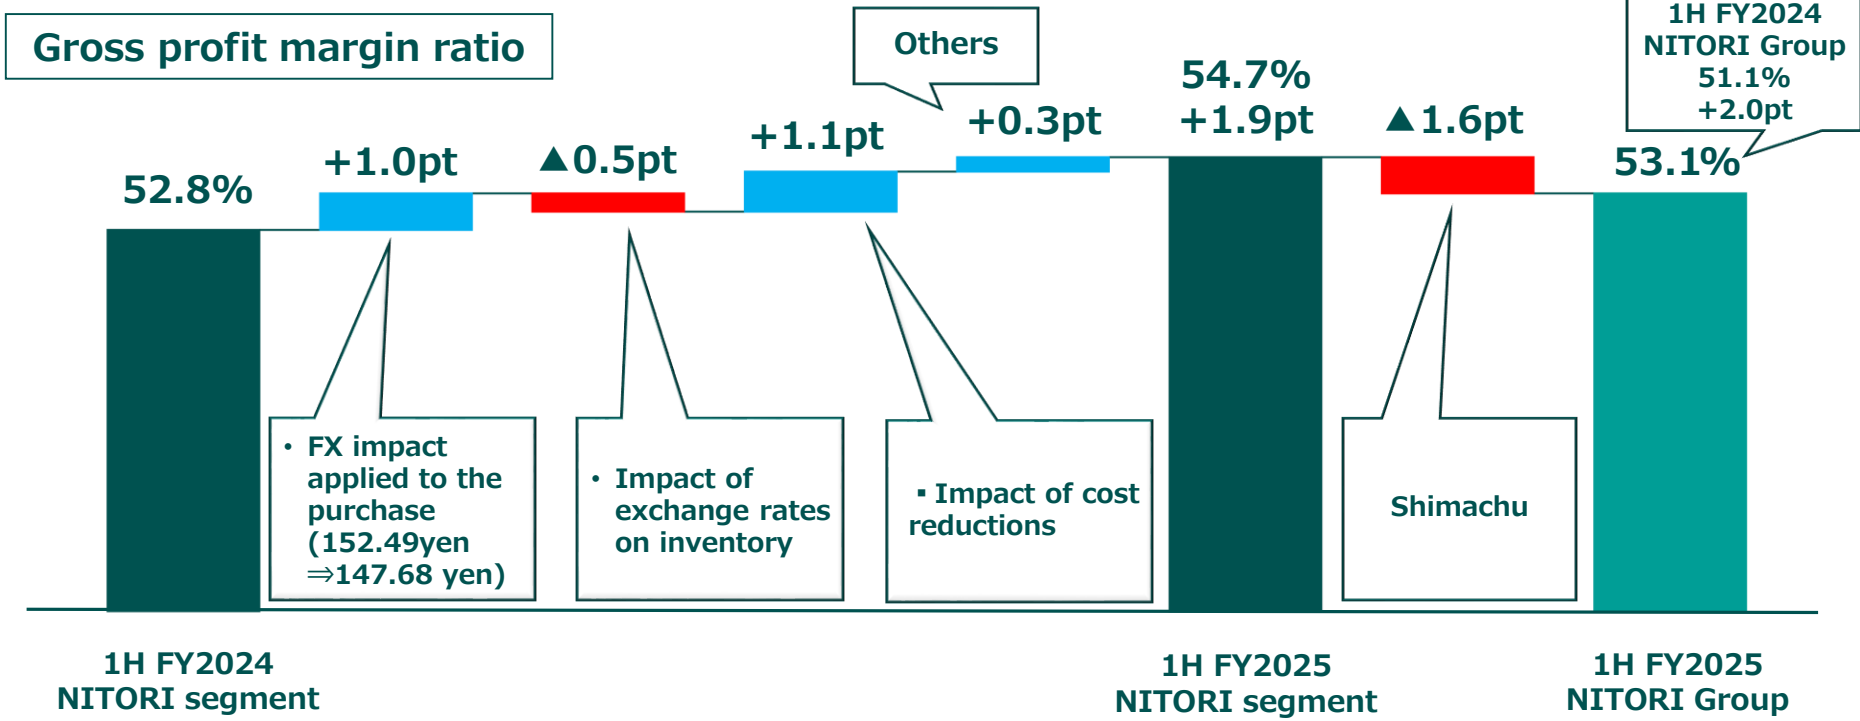 Gross profit margin ratio
Others
1H FY2024
NITORI Group
51.1%
+2.0pt
52.8%
+1.0pt
▲0.5pt
+1.1pt
+0.3pt
54.7%
+1.9pt
▲1.6pt
53.1%
・ FX impact
applied to the
purchase
(152.49yen
⇒147.68 yen)
・ Impact of
exchange rates
on inventory
▪ Impact of cost
reductions
Shimachu
1H FY2024
NITORI segment
1H FY2025
NITORI segment
1H FY2025
NITORI Group